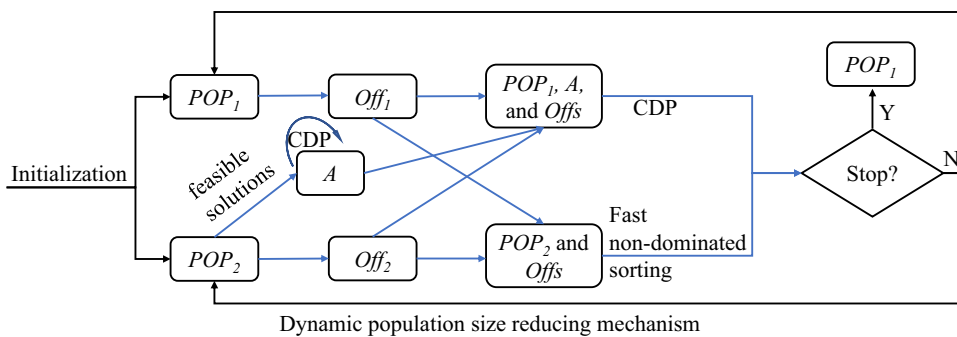 POP₁
POP₁
Off₁
POP₁, A,
and Offs
CDP
Y
CDP
Initialization
feasible
solutions
A
Stop?
N
POP₂
Off₂
POP₂ and
Offs
Fast
non-dominated
sorting
Dynamic population size reducing mechanism